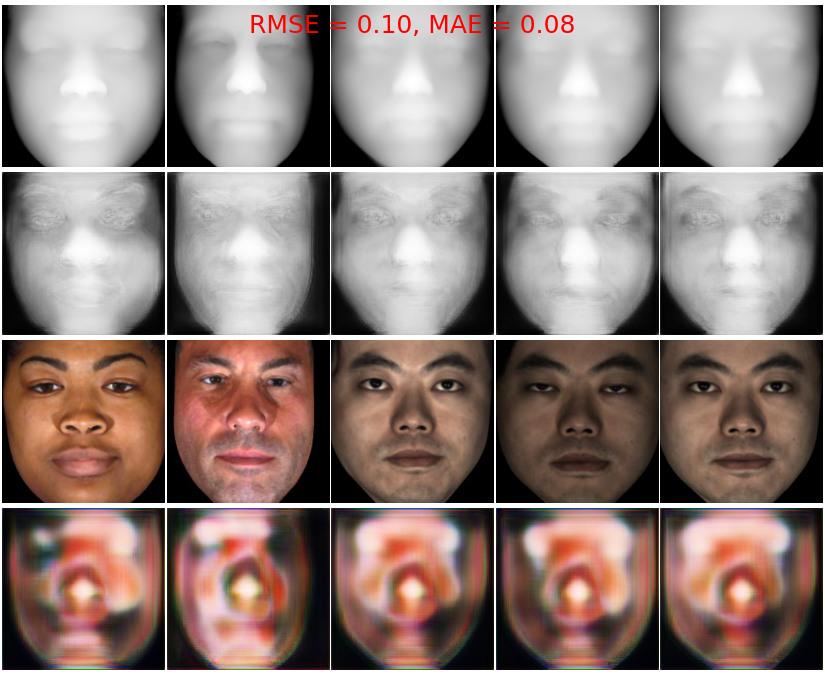 RMSE = 0.10, MAE = 0.08